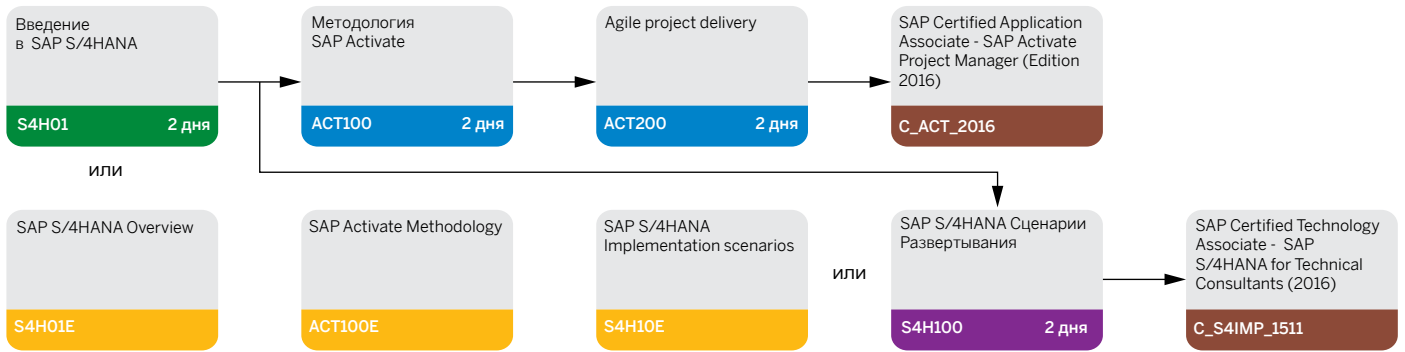 Введение
в SAP S/4HANA
S4H01 2 дня
Методология
SAP Activate
ACT100 2 дня
Agile project delivery
ACT200 2 дня
SAP Certified Application
Associate - SAP Activate
Project Manager (Edition
2016)
C_ACT_2016
или
SAP S/4HANA Overview
S4H01E
SAP Activate Methodology
ACT100E
SAP S/4HANA
Implementation scenarios
S4H10E
или
SAP S/4HANA Сценарии
Развертывания
S4H100 2 дня
SAP Certified Technology
Associate - SAP
S/4HANA for Technical
Consultants (2016)
C_S4IMP_1511